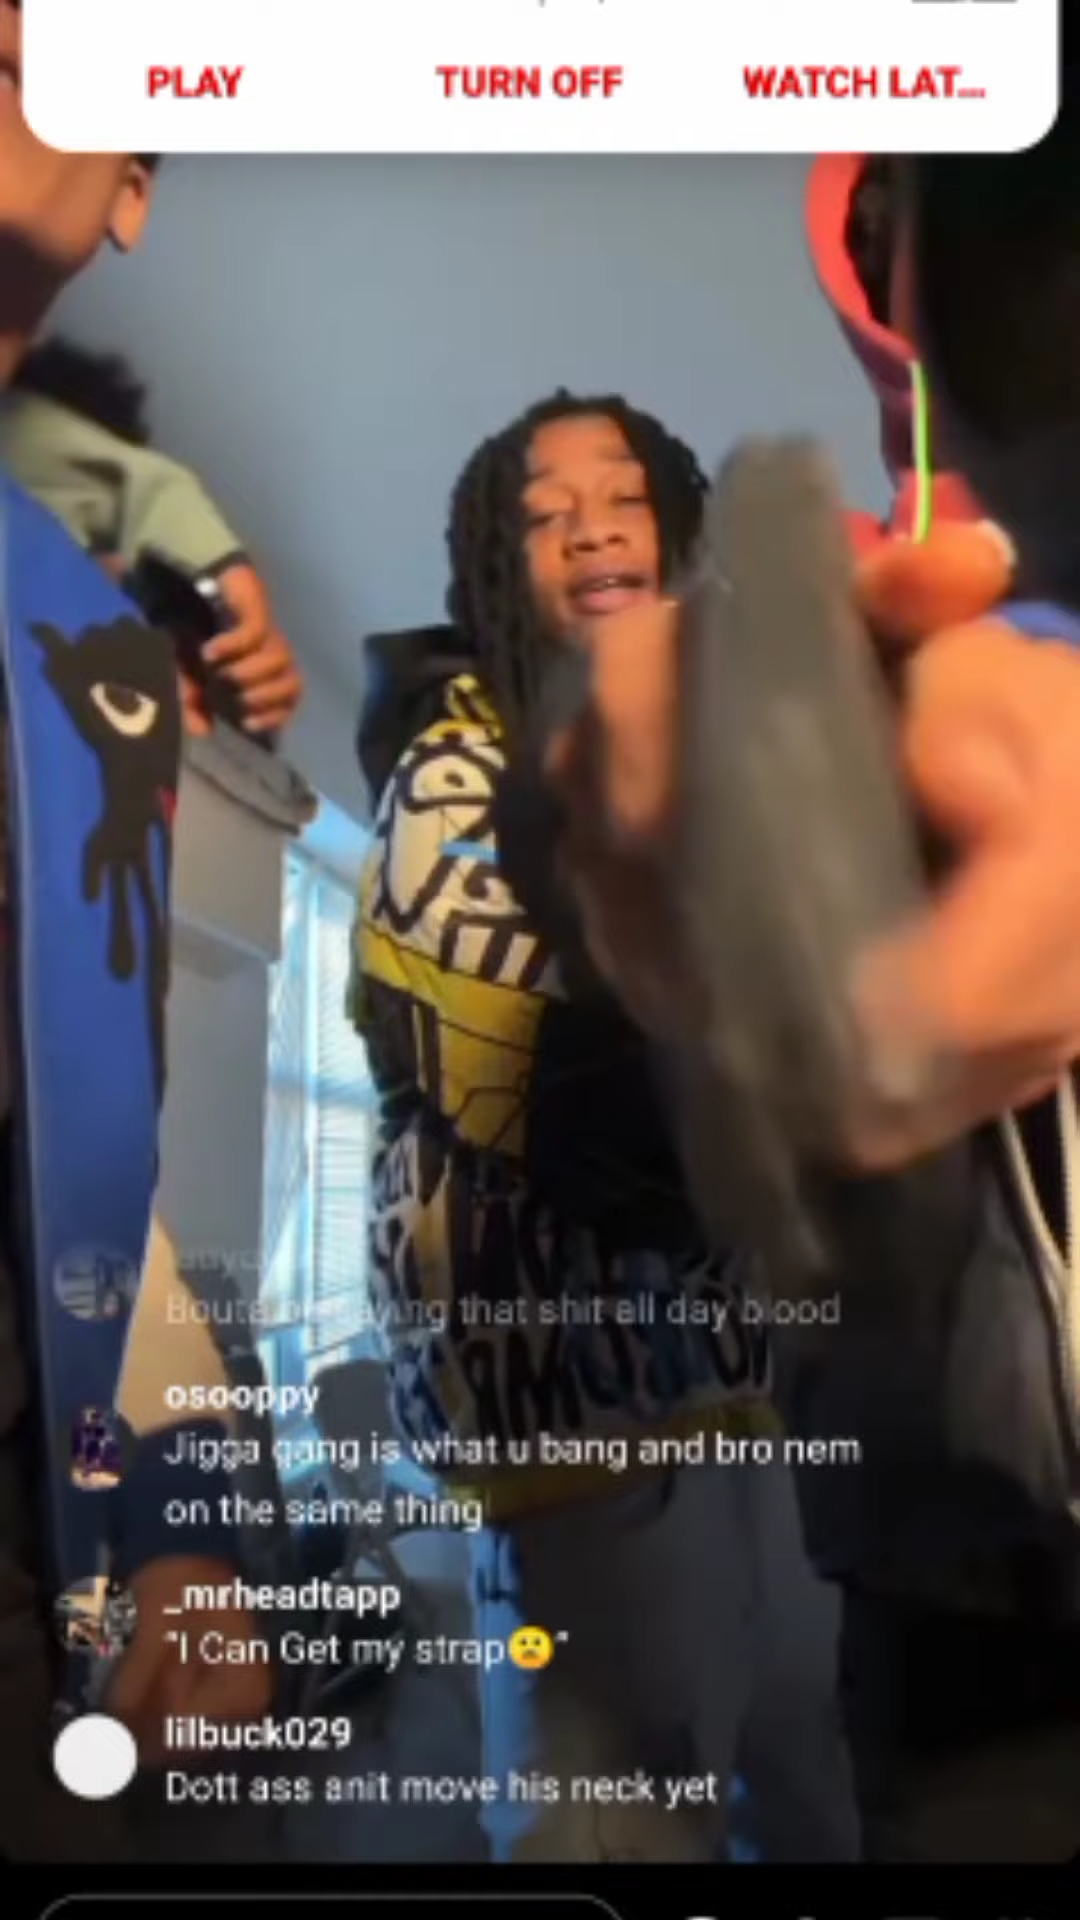 PLAY
TURN OFF
WATCH LAT...
that shit all day blood
osooppy
Jigga gang is what u bang and bro nem
on the same thing
_mrheadtapp
"I Can Get my strap☹️"
lilbuck029
Dott ass anit move his neck yet